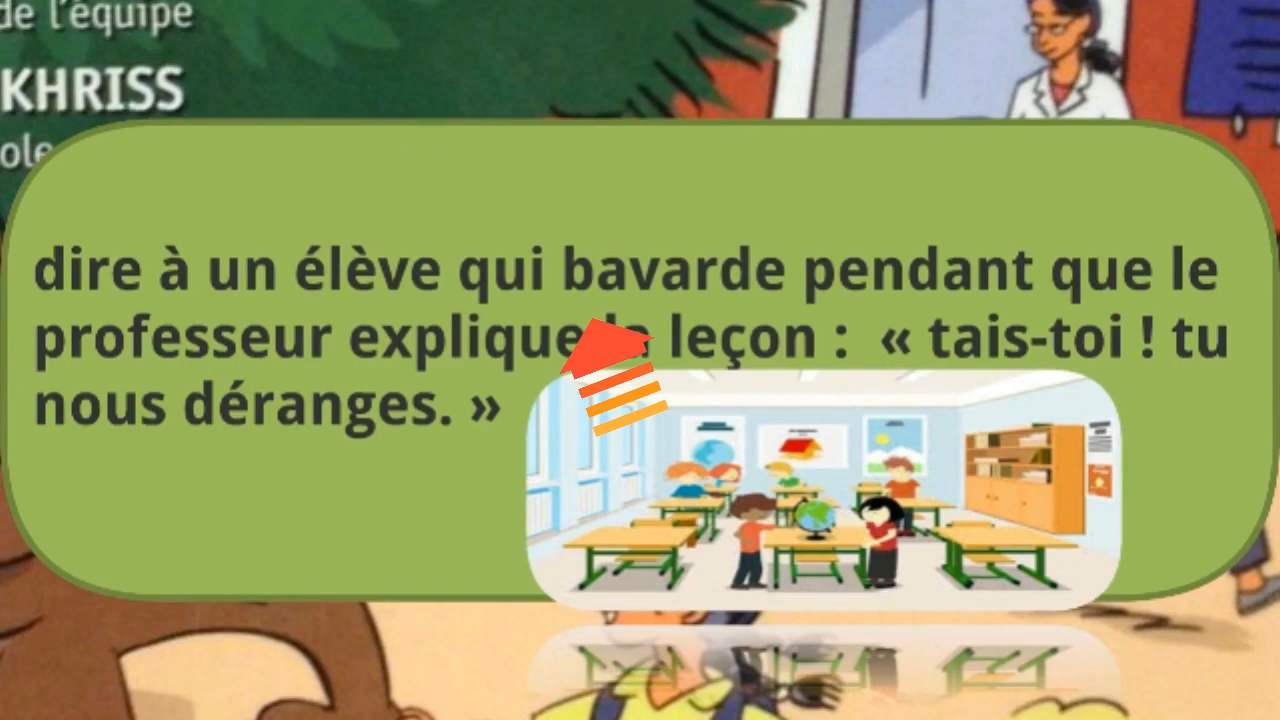 de l'équipe
KHRISS
ole
dire à un élève qui bavarde pendant que le
professeur explique la leçon : « tais-toi ! tu
nous déranges. »